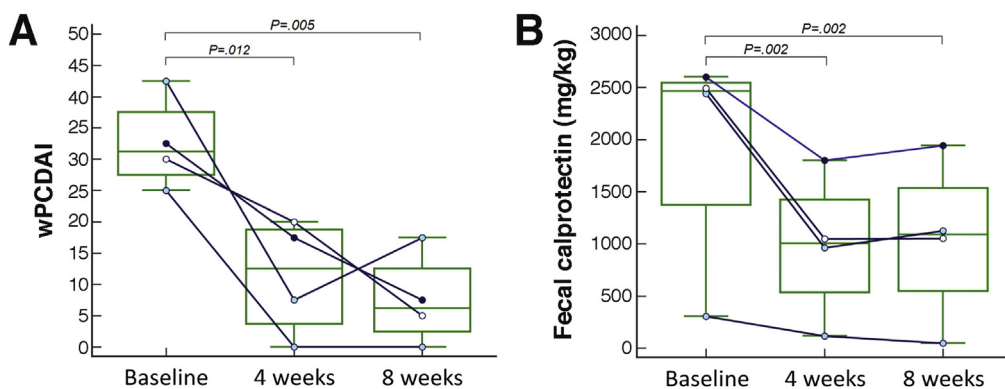 A
P=.005
P=.012
wPCDAI
50
45
40
35
30
25
20
15
10
5
0
Baseline
4 weeks
8 weeks
B
P=.002
P=.002
Fecal calprotectin (mg/kg)
3000
2500
2000
1500
1000
500
0
Baseline
4 weeks
8 weeks